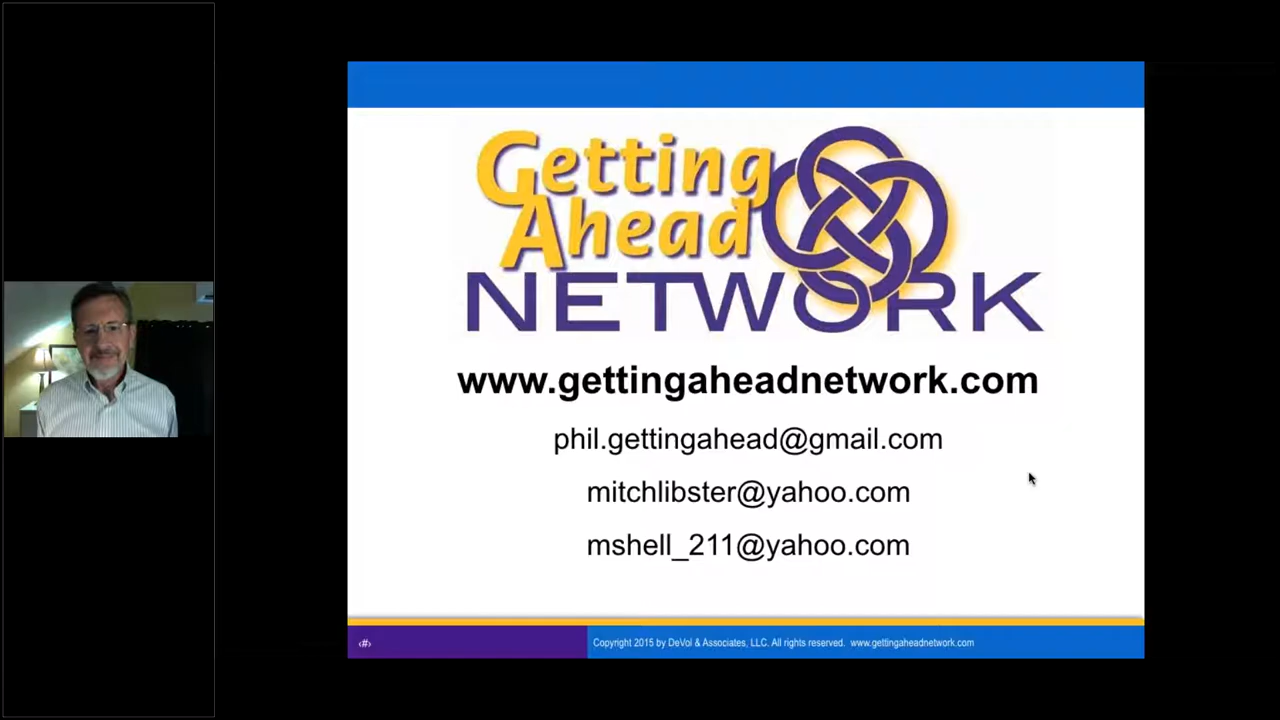 Getting
Ahead
NETWORK
www.gettingaheadnetwork.com
phil.gettingahead@gmail.com
mitchlibster@yahoo.com
mshell_211@yahoo.com
‹#›
Copyright 2015 by DeVol & Associates, LLC. All rights reserved. www.gettingaheadnetwork.com